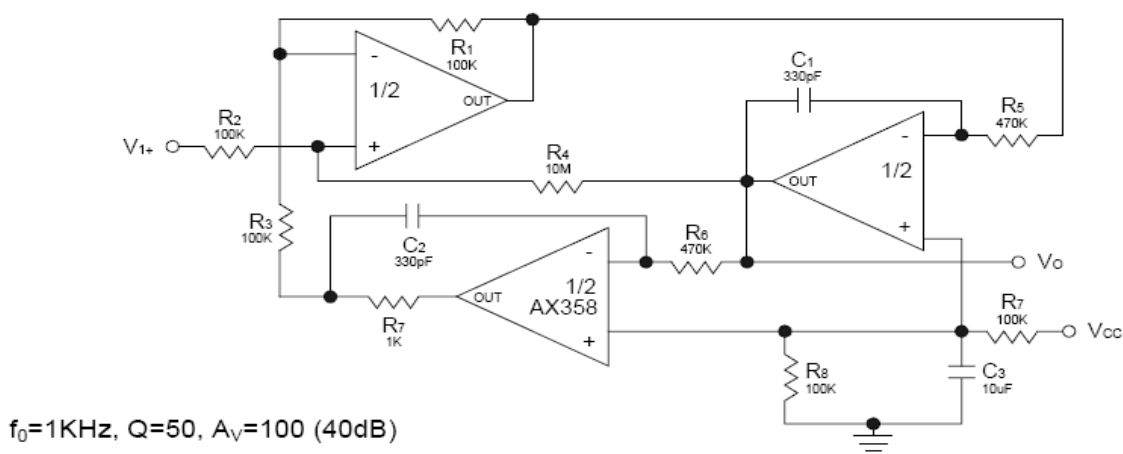 R1
100K
-
1/2
OUT
+
C1
330pF
R5
470K
R2
100K
V1+
R4
10M
-
OUT
1/2
+
R3
100K
C2
330pF
R6
470K
-
1/2
OUT
AX358
+
VO
R7
100K
VCC
R7
1K
R8
100K
C3
10uF
f0=1KHz, Q=50, AV=100 (40dB)